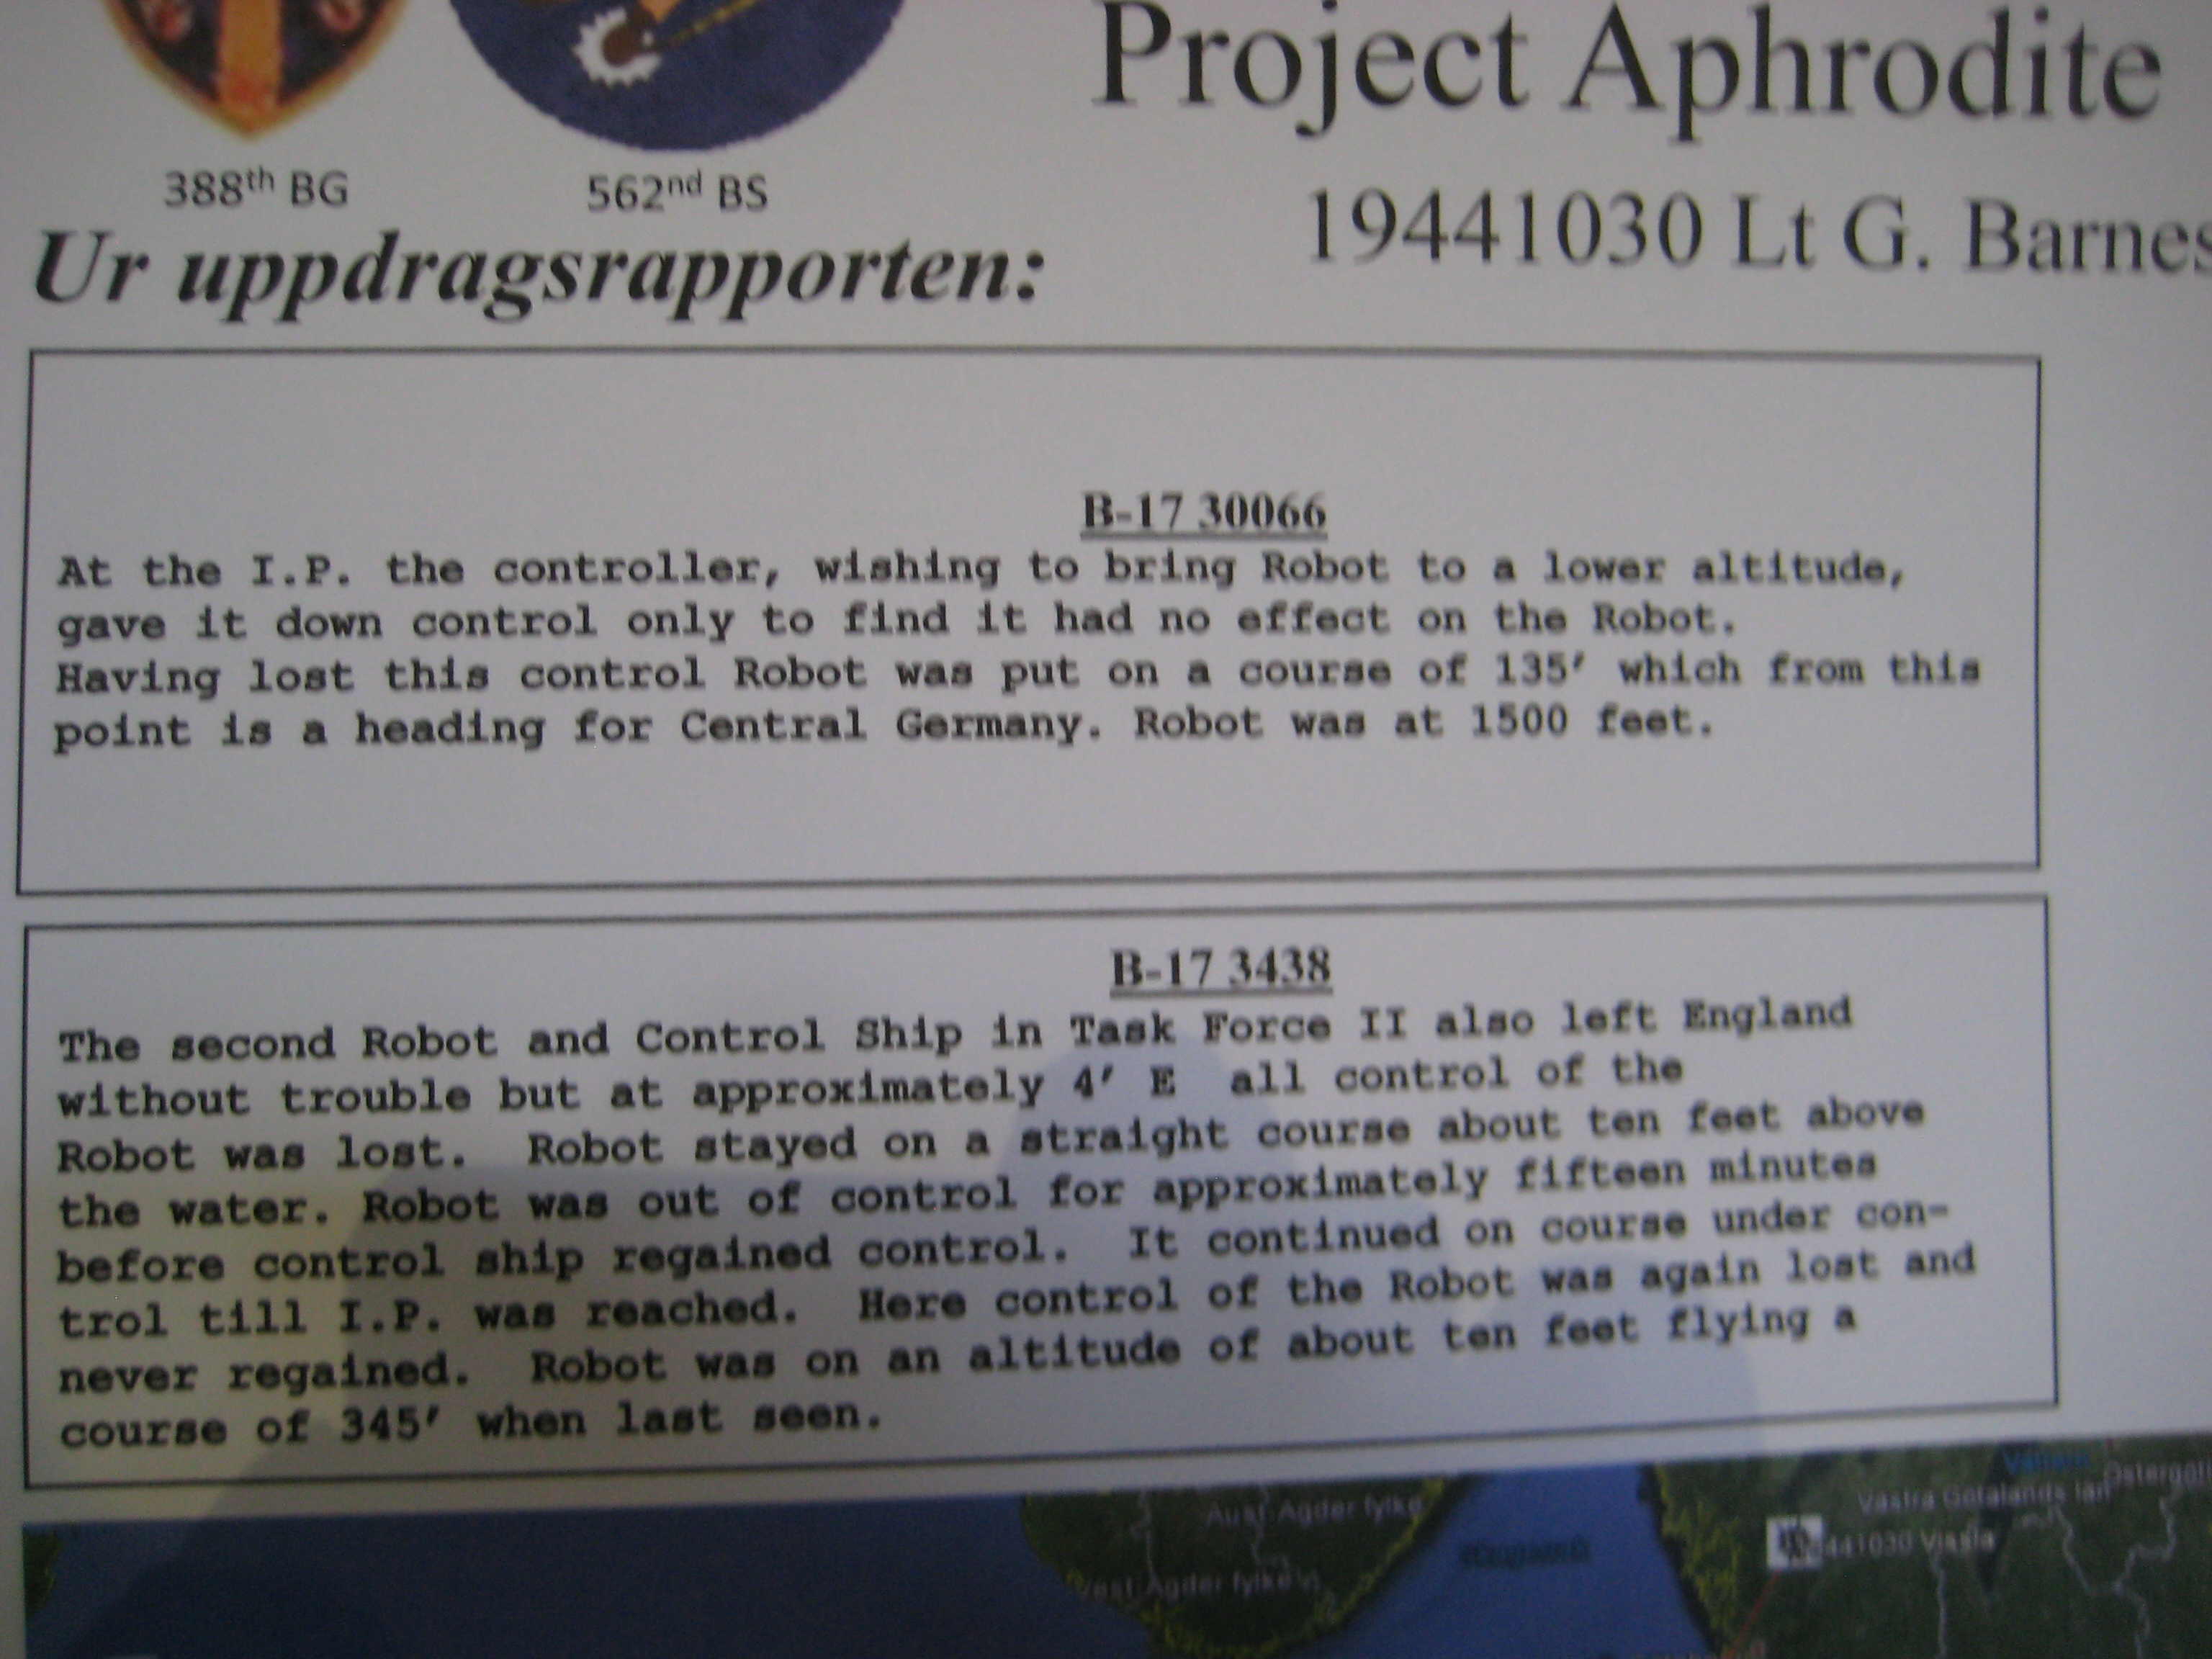 Project Aphrodite
388th BG
562nd BS
19441030 Lt G. Barnes
Ur uppdragsrapporten:
B-17 30066
At the I.P. the controller, wishing to bring Robot to a lower altitude,
gave it down control only to find it had no effect on the Robot.
Having lost this control Robot was put on a course of 135' which from this
point is a heading for Central Germany. Robot was at 1500 feet.
B-17 3438
The second Robot and Control Ship in Task Force II also left England
without trouble but at approximately 4' E all control of the
Robot was lost. Robot stayed on a straight course about ten feet above
the water. Robot was out of control for approximately fifteen minutes
before control ship regained control. It continued on course under con-
trol till I.P. was reached. Here control of the Robot was again lost and
never regained. Robot was on an altitude of about ten feet flying a
course of 345' when last seen.
Västra Götalands län
Aust-Agder fylke
Agder fylke